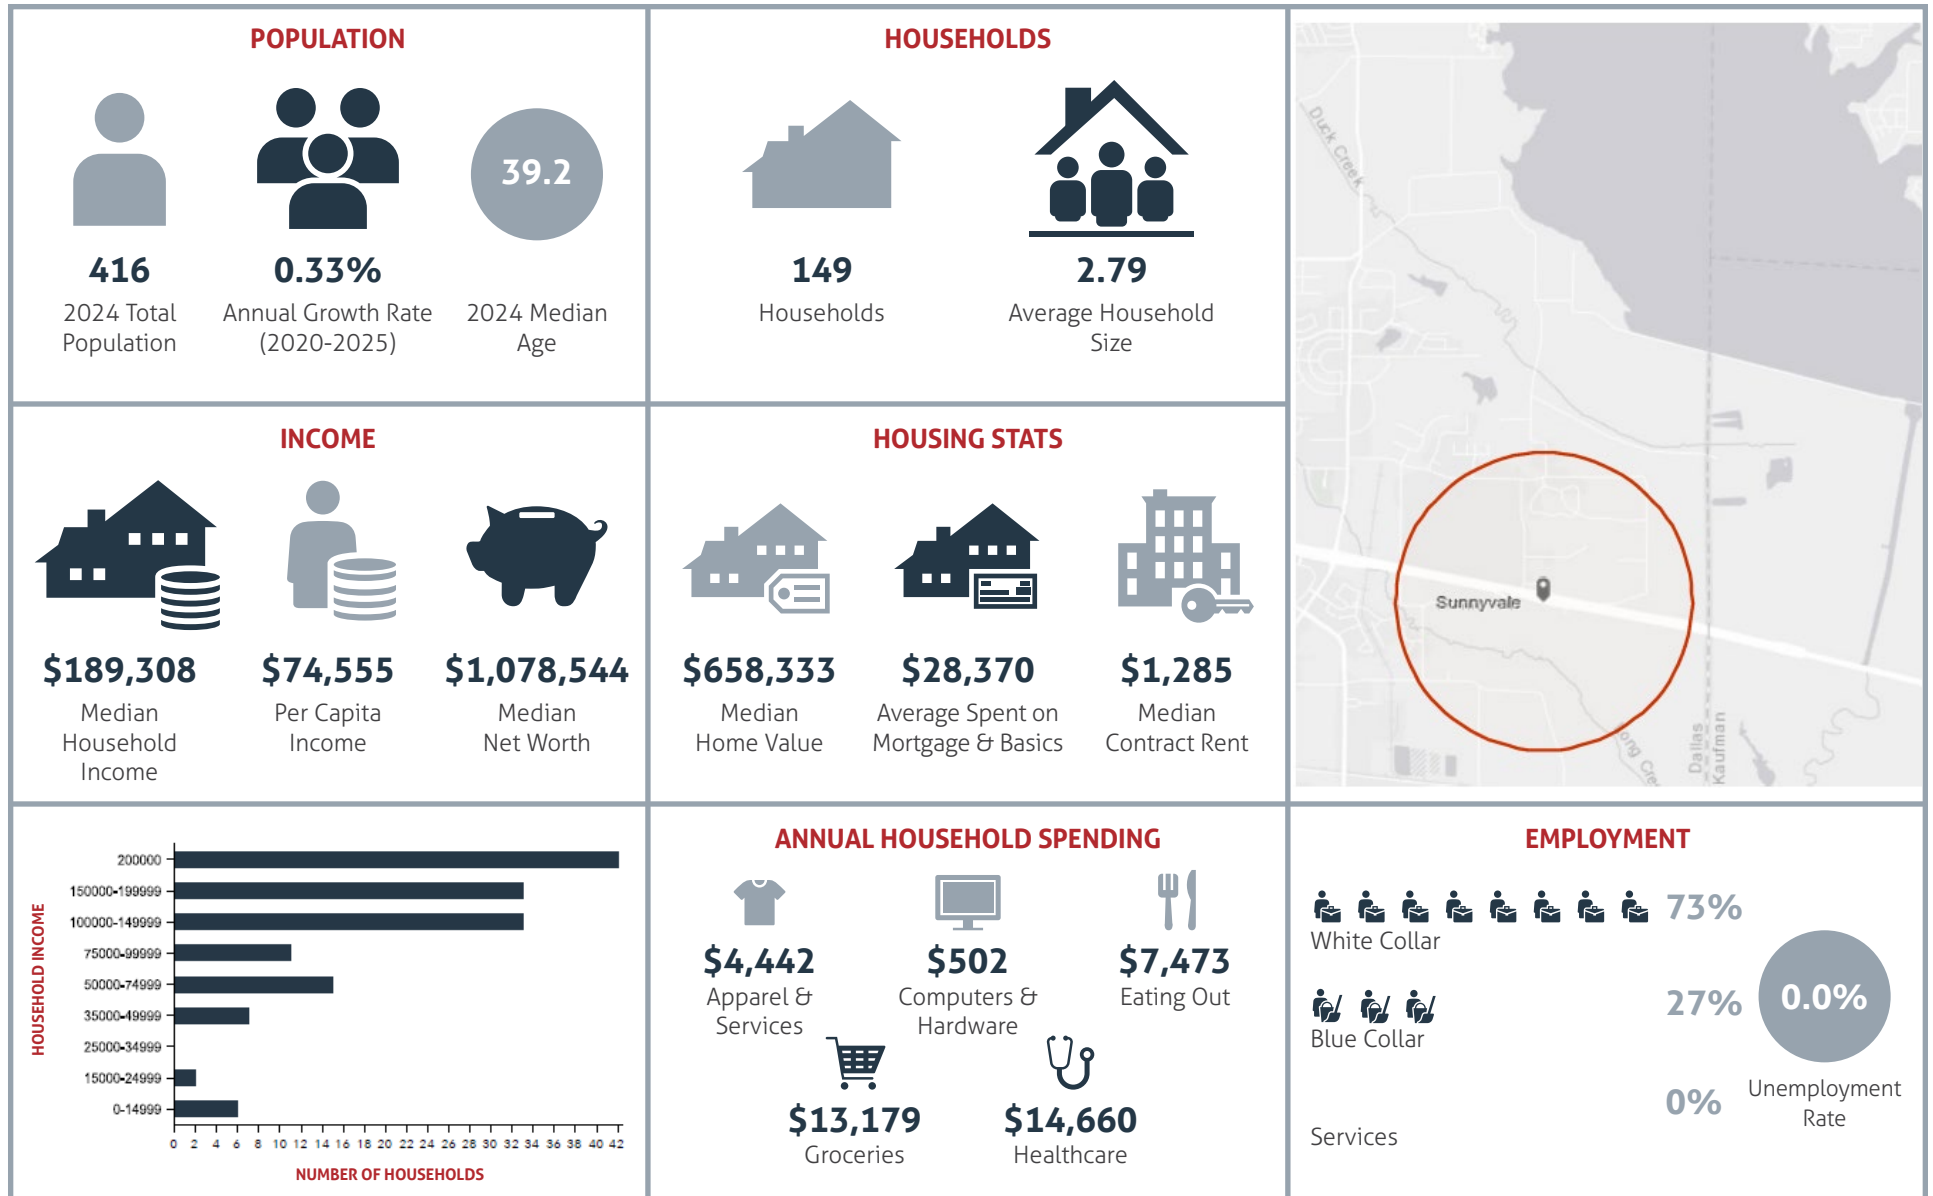 POPULATION
39.2
416
2024 Total
Population
0.33%
Annual Growth Rate
(2020-2025)
2024 Median
Age
HOUSEHOLDS
149
Households
2.79
Average Household
Size
Duck Creek
Sunnyvale
Dallas
Kaufman
INCOME
$189,308
Median
Household
Income
$74,555
Per Capita
Income
$1,078,544
Median
Net Worth
HOUSING STATS
$658,333
Median
Home Value
$28,370
Average Spent on
Mortgage & Basics
$1,285
Median
Contract Rent
HOUSEHOLD INCOME
200000
150000-199999
100000-149999
75000-99999
50000-74999
35000-49999
25000-34999
15000-24999
0-14999
0 2 4 6 8 10 12 14 16 18 20 22 24 26 28 30 32 34 36 38 40 42
NUMBER OF HOUSEHOLDS
ANNUAL HOUSEHOLD SPENDING
$4,442
Apparel &
Services
$502
Computers &
Hardware
$7,473
Eating Out
$13,179
Groceries
$14,660
Healthcare
EMPLOYMENT
73%
White Collar
27%
Blue Collar
0%
Services
0.0%
Unemployment
Rate